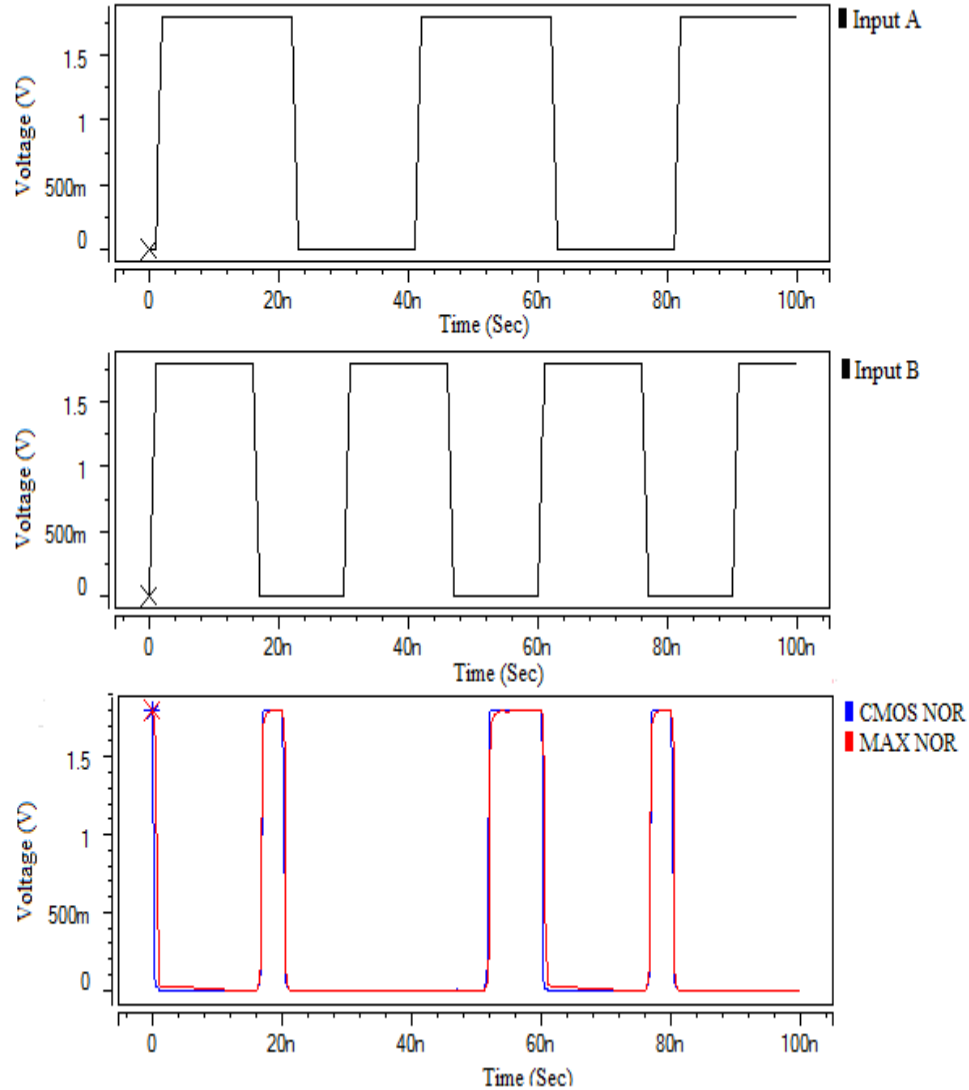 Input A
Voltage (V)
1.5
1
500m
0
0 20n 40n 60n 80n 100n
Time (Sec)
Input B
Voltage (V)
1.5
1
500m
0
0 20n 40n 60n 80n 100n
Time (Sec)
CMOS NOR
MAX NOR
Voltage (V)
1.5
1
500m
0
0 20n 40n 60n 80n 100n
Time (Sec)